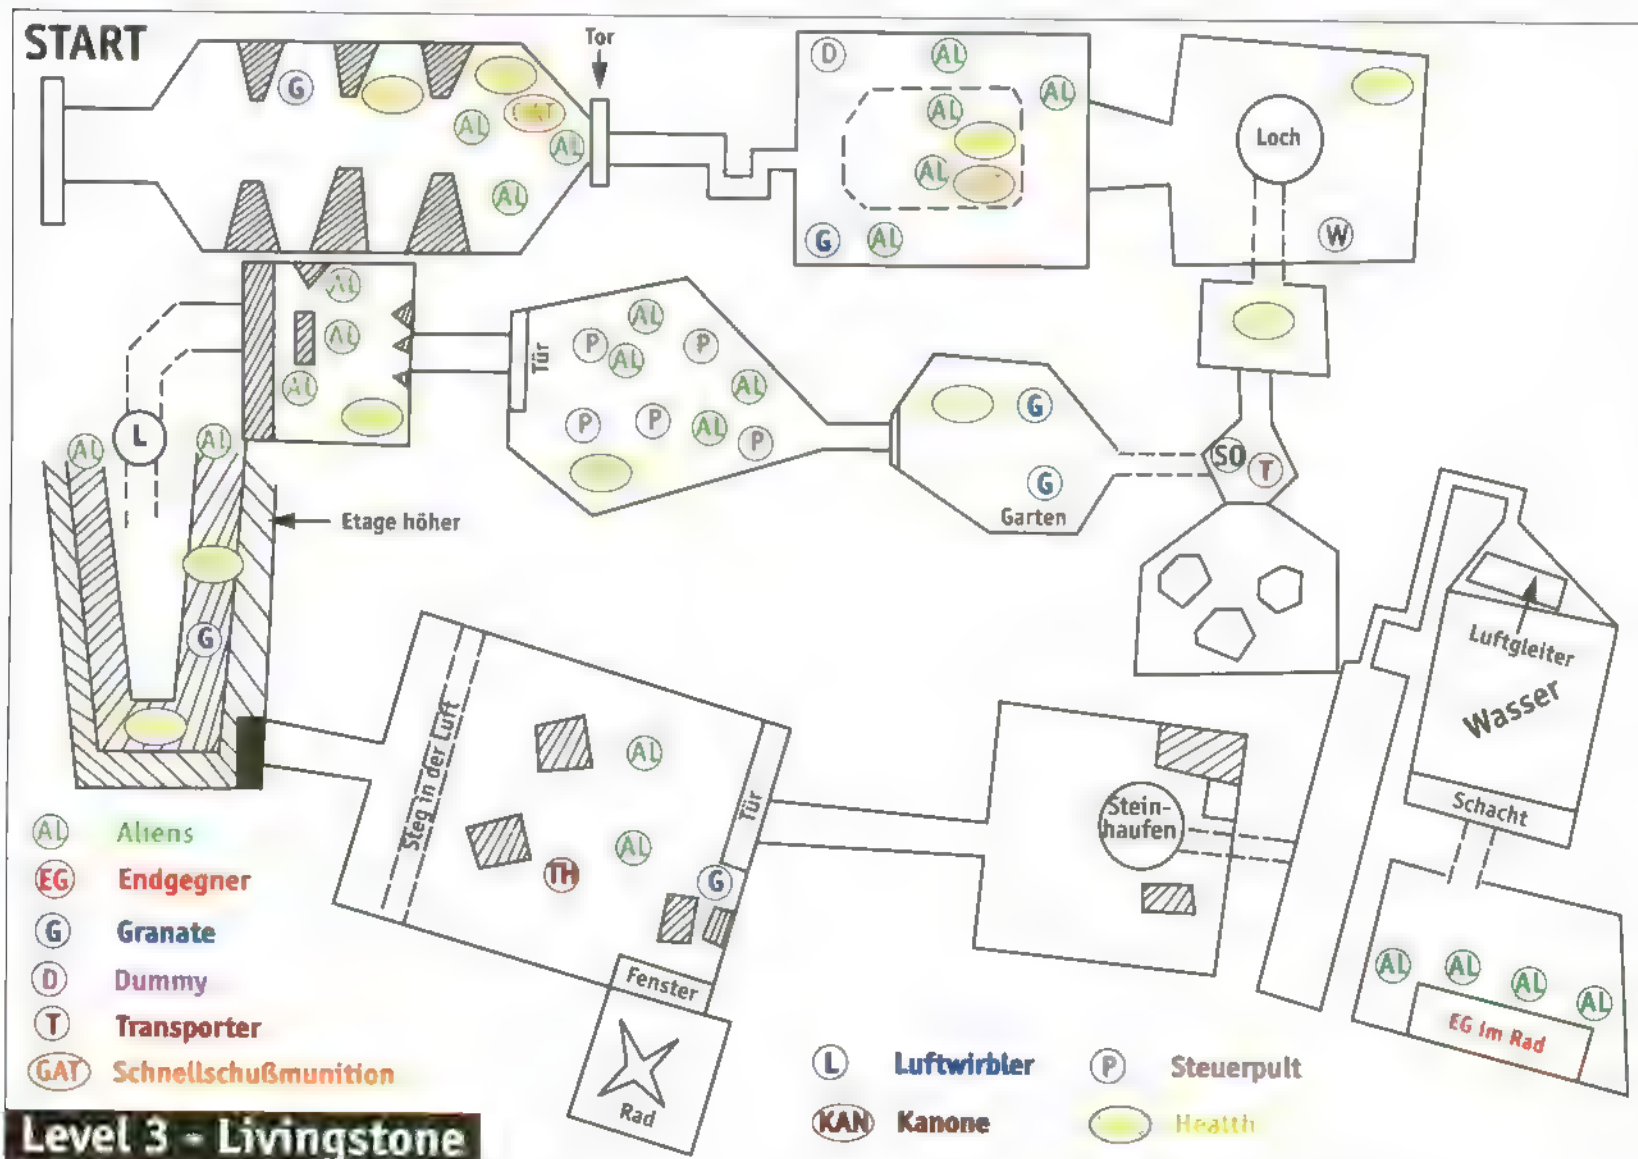 START
Tor
G
GAT
AL
AL
AL
D
AL
AL
AL
AL
G
AL
Loch
W
AL
AL
AL
Tür
AL
P
AL
P
AL
P
P
AL
P
G
G
Garten
SO
T
L
AL
AL
Etage höher
G
Luftgleiter
Wasser
Schacht
Steg in der Luft
AL
AL
TH
G
Tür
Fenster
Rad
Stein-
haufen
AL
AL
AL
AL
EG im Rad
AL Aliens
EG Endgegner
G Granate
D Dummy
T Transporter
GAT Schnellschußmunition
L Luftwirbler
KAN Kanone
P Steuerpult
Health
Level 3 - Livingstone